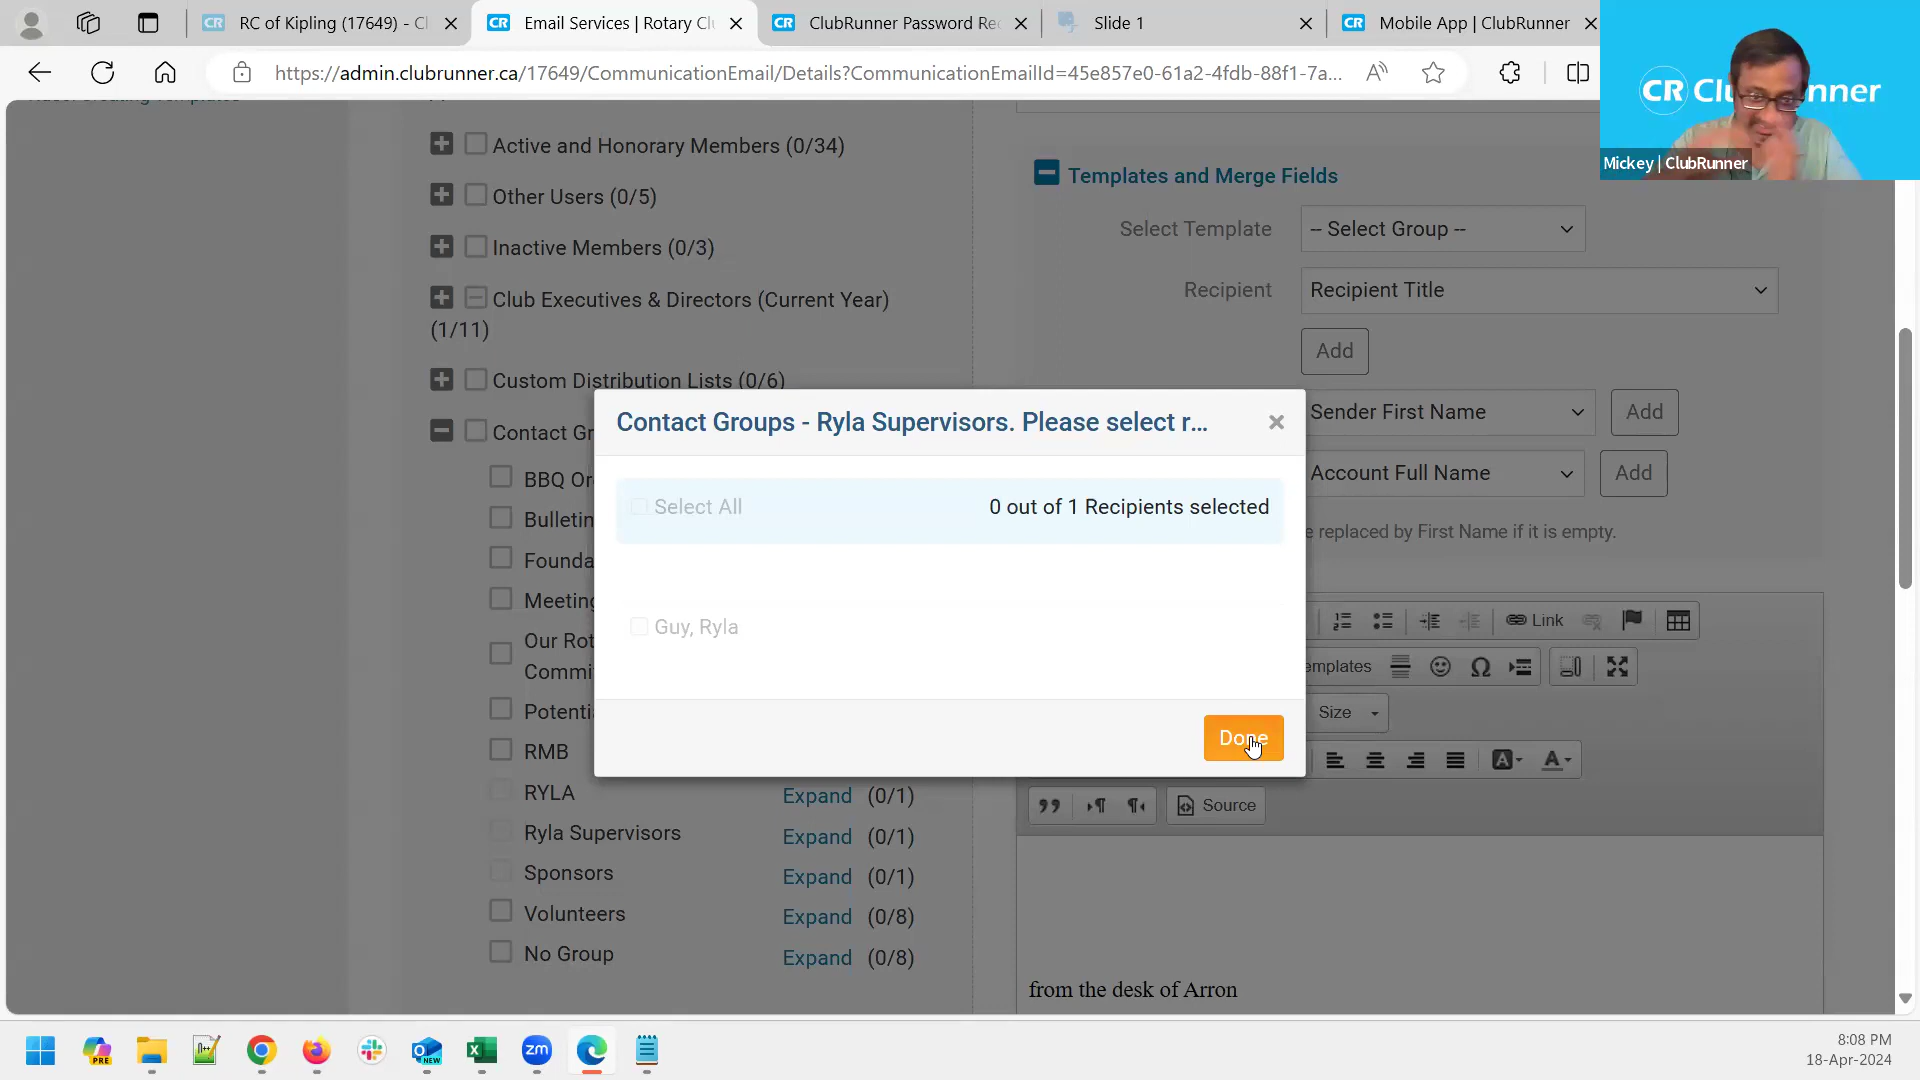 RC of Kipling (17649) - Cl
Email Services | Rotary Clu
ClubRunner Password Rec
Slide 1
Mobile App | ClubRunner
https://admin.clubrunner.ca/17649/CommunicationEmail/Details?CommunicationEmailId=45e857e0-61a2-4fdb-88f1-7a...
Mickey | ClubRunner
Active and Honorary Members (0/34)
Other Users (0/5)
Inactive Members (0/3)
Club Executives & Directors (Current Year)
(1/11)
Custom Distribution Lists (0/6)
Contact Gr
BBQ Or
Bulletin
Founda
Meeting
Our Rot
Commi
Potentia
RMB
RYLA Expand (0/1)
Ryla Supervisors Expand (0/1)
Sponsors Expand (0/1)
Volunteers Expand (0/8)
No Group Expand (0/8)
Templates and Merge Fields
Select Template -- Select Group --
Recipient Recipient Title
Add
Sender First Name Add
Account Full Name Add
e replaced by First Name if it is empty.
Link
emplates
Size
Source
from the desk of Arron
Contact Groups - Ryla Supervisors. Please select r...
Select All 0 out of 1 Recipients selected
Guy, Ryla
Done
8:08 PM
18-Apr-2024